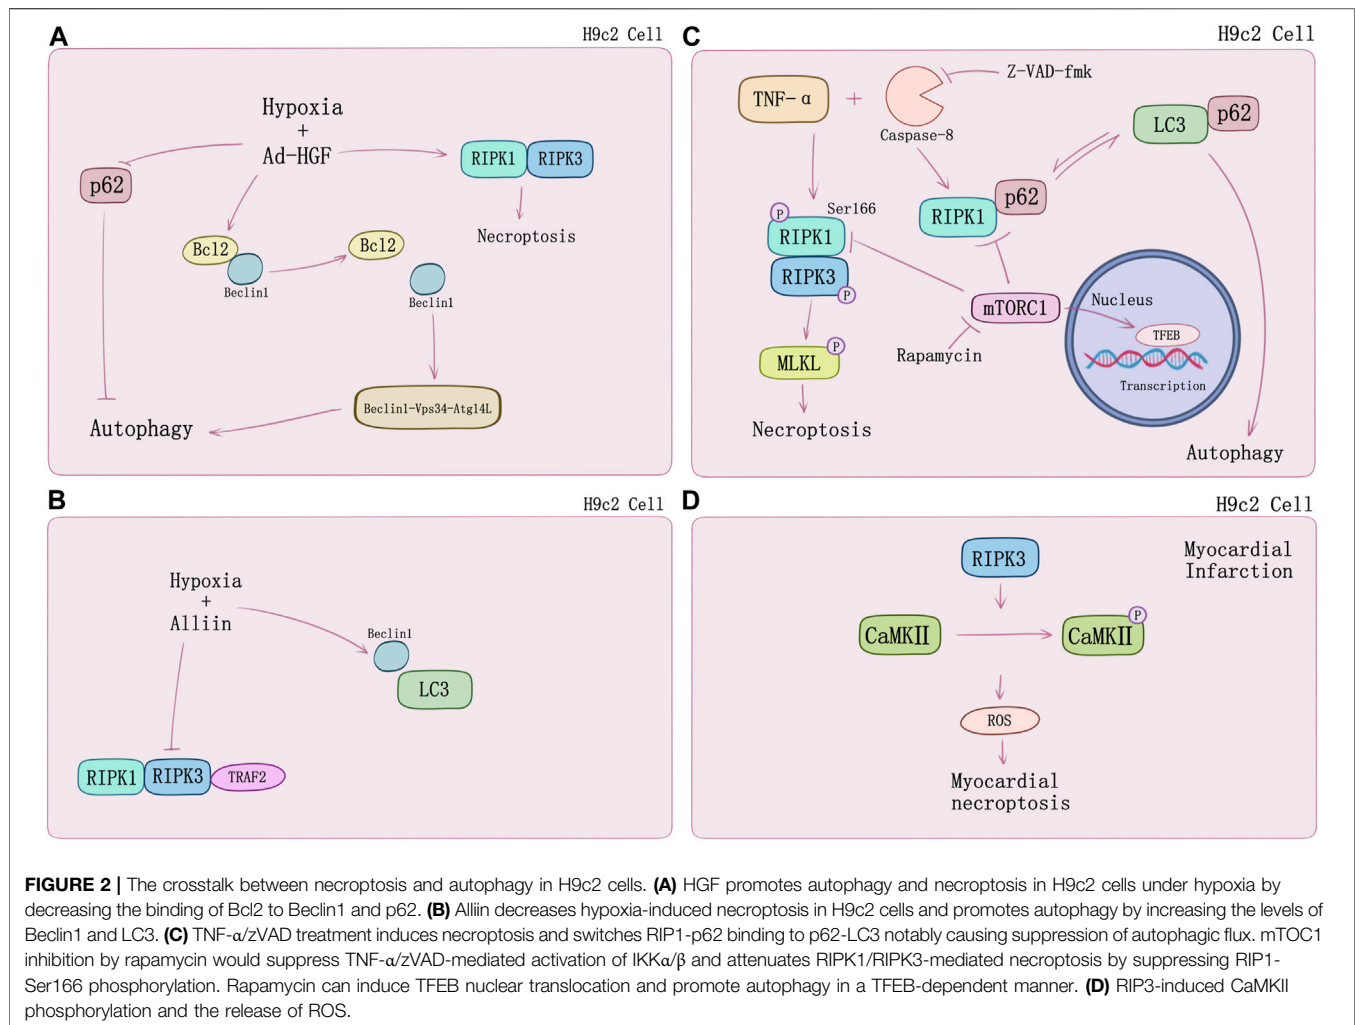 A
H9c2 Cell
Hypoxia
+
Ad-HGF
p62
RIPK1
RIPK3
Necroptosis
Bcl2
Beclin1
Bcl2
Beclin1
Beclin1-Vps34-Atg14L
Autophagy
B
H9c2 Cell
Hypoxia
+
Alliin
Beclin1
LC3
RIPK1
RIPK3
TRAF2
C
H9c2 Cell
TNF-α
+
Caspase-8
Z-VAD-fmk
LC3
p62
P
Ser166
RIPK1
RIPK3
P
RIPK1
p62
mTORC1
Rapamycin
Nucleus
TFEB
Transcription
MLKL
P
Necroptosis
Autophagy
D
H9c2 Cell
Myocardial
Infarction
RIPK3
CaMKII
CaMKII
P
ROS
Myocardial
necroptosis
FIGURE 2 | The crosstalk between necroptosis and autophagy in H9c2 cells. (A) HGF promotes autophagy and necroptosis in H9c2 cells under hypoxia by
decreasing the binding of Bcl2 to Beclin1 and p62. (B) Alliin decreases hypoxia-induced necroptosis in H9c2 cells and promotes autophagy by increasing the levels of
Beclin1 and LC3. (C) TNF-α/zVAD treatment induces necroptosis and switches RIP1-p62 binding to p62-LC3 notably causing suppression of autophagic flux. mTOC1
inhibition by rapamycin would suppress TNF-α/zVAD-mediated activation of IKKα/β and attenuates RIPK1/RIPK3-mediated necroptosis by suppressing RIP1-
Ser166 phosphorylation. Rapamycin can induce TFEB nuclear translocation and promote autophagy in a TFEB-dependent manner. (D) RIP3-induced CaMKII
phosphorylation and the release of ROS.